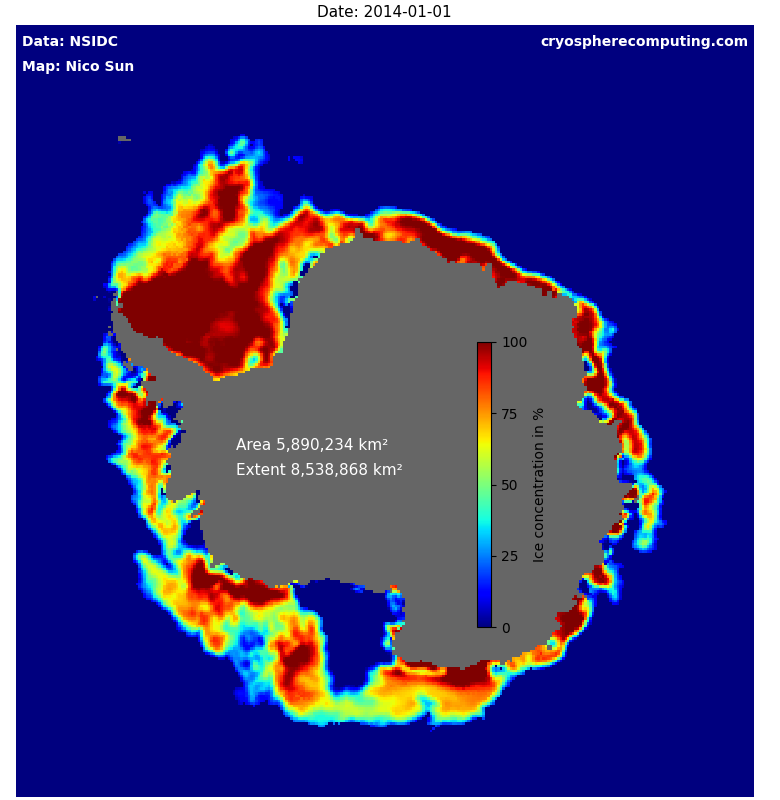 Date: 2014-01-01
Data: NSIDC
cryospherecomputing.com
Map: Nico Sun
100
75
50
25
0
Ice concentration in %
Area 5,890,234 km²
Extent 8,538,868 km²